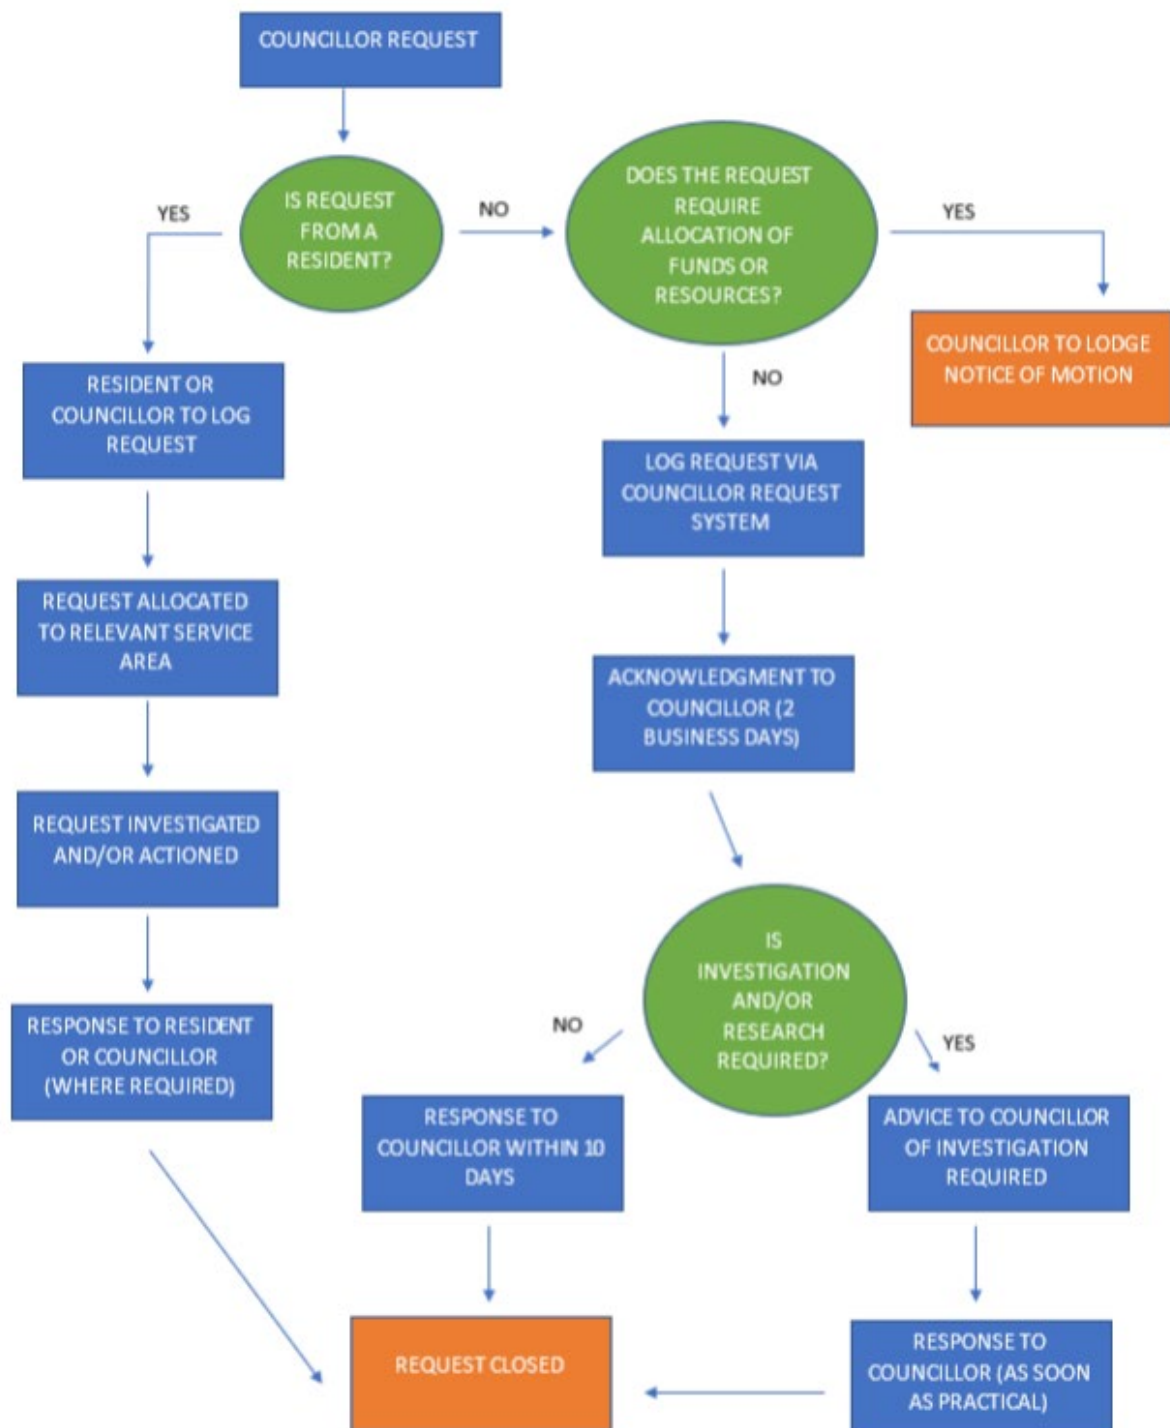 COUNCILLOR REQUEST
IS REQUEST
FROM A
RESIDENT?
YES
NO
DOES THE REQUEST
REQUIRE
ALLOCATION OF
FUNDS OR
RESOURCES?
YES
COUNCILLOR TO LODGE
NOTICE OF MOTION
NO
RESIDENT OR
COUNCILLOR TO LOG
REQUEST
LOG REQUEST VIA
COUNCILLOR REQUEST
SYSTEM
REQUEST ALLOCATED
TO RELEVANT SERVICE
AREA
ACKNOWLEDGMENT TO
COUNCILLOR (2
BUSINESS DAYS)
REQUEST INVESTIGATED
AND/OR ACTIONED
IS
INVESTIGATION
AND/OR
RESEARCH
REQUIRED?
NO
YES
RESPONSE TO RESIDENT
OR COUNCILLOR
(WHERE REQUIRED)
RESPONSE TO
COUNCILLOR WITHIN 10
DAYS
ADVICE TO COUNCILLOR
OF INVESTIGATION
REQUIRED
REQUEST CLOSED
RESPONSE TO
COUNCILLOR (AS SOON
AS PRACTICAL)